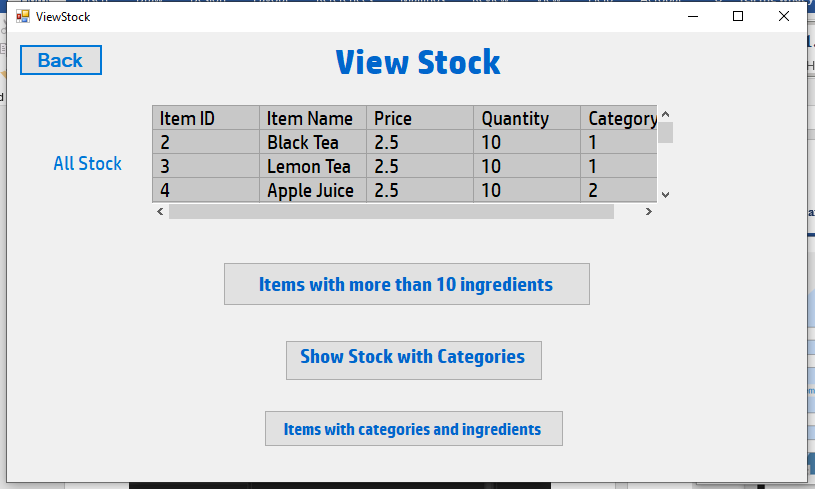 ViewStock
Back
View Stock
All Stock
Item ID Item Name Price Quantity Category
2 Black Tea 2.5 10 1
3 Lemon Tea 2.5 10 1
4 Apple Juice 2.5 10 2
Items with more than 10 ingredients
Show Stock with Categories
Items with categories and ingredients